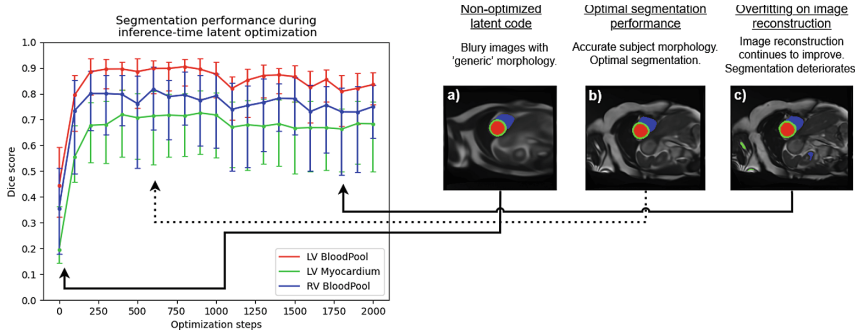 Segmentation performance during
inference-time latent optimization
Dice score
1.0
0.9
0.8
0.7
0.6
0.5
0.4
0.3
0.2
0.1
0.0
0
250
500
750
1000
1250
1500
1750
2000
Optimization steps
LV BloodPool
LV Myocardium
RV BloodPool
Non-optimized
latent code
Blury images with
'generic' morphology.
a)
Optimal segmentation
performance
Accurate subject morphology.
Optimal segmentation.
b)
Overfitting on image
reconstruction
Image reconstruction
continues to improve.
Segmentation deteriorates
c)